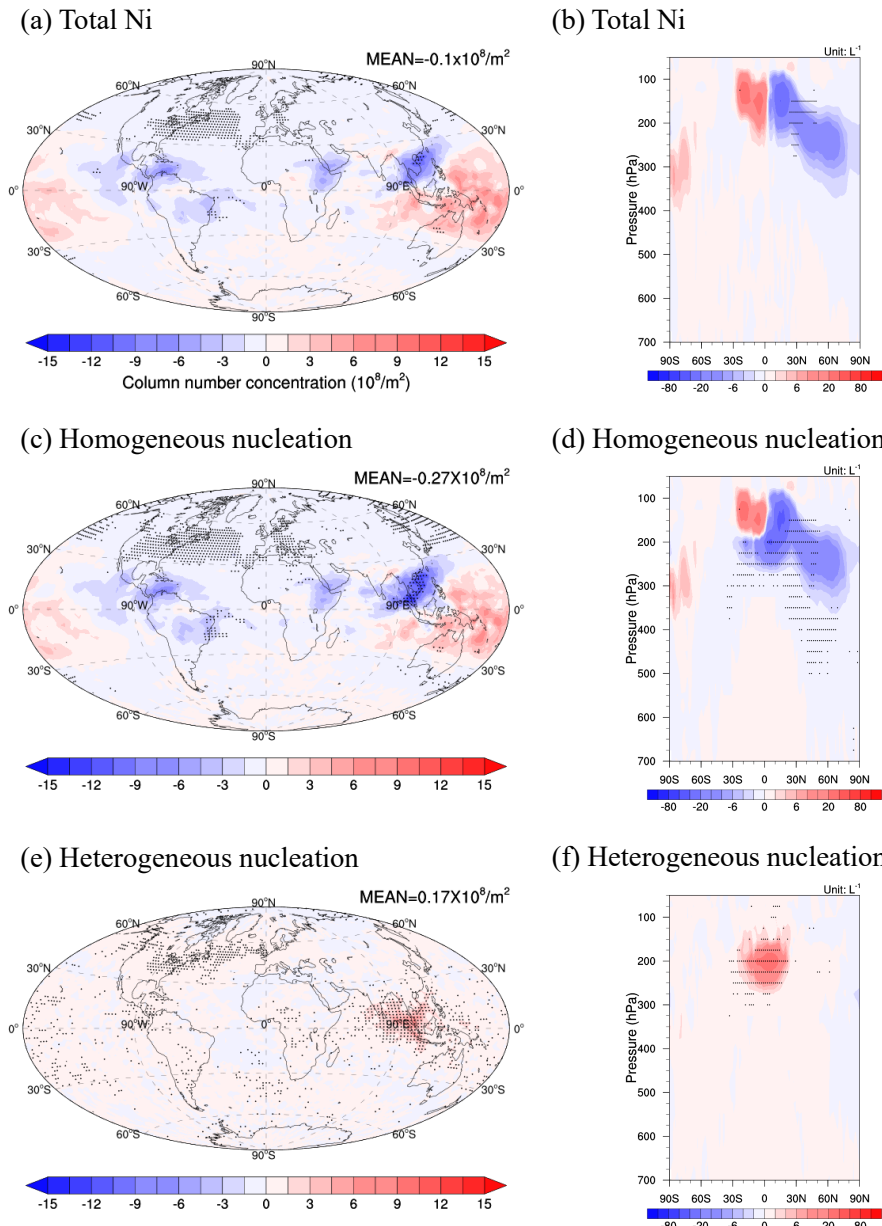 (a) Total Ni
MEAN=-0.1x10⁸/m²
90°N
60°N 60°N
30°N 30°N
0° 90°W 0° 90°E 0°
30°S 30°S
60°S 60°S
90°S
-15 -12 -9 -6 -3 0 3 6 9 12 15
Column number concentration (10⁸/m²)
(b)
Unit: L⁻¹
Pressure (hPa)
100
200
300
400
500
600
700
90S 60S 30S 0 30N 60N 90N
-80 -20 -6 0 6 20 80
(c) Homogeneous nucleation
MEAN=-0.27X10⁸/m²
90°N
60°N 60°N
30°N 30°N
0° 90°W 0° 90°E 0°
30°S 30°S
60°S 60°S
90°S
-15 -12 -9 -6 -3 0 3 6 9 12 15
(d) Homogeneous nucleation
Unit: L⁻¹
Pressure (hPa)
100
200
300
400
500
600
700
90S 60S 30S 0 30N 60N 90N
-80 -20 -6 0 6 20 80
(e) Heterogeneous nucleation
MEAN=0.17X10⁸/m²
90°N
60°N 60°N
30°N 30°N
0° 90°W 0° 90°E 0°
30°S 30°S
60°S 60°S
90°S
-15 -12 -9 -6 -3 0 3 6 9 12 15
(f) Heterogeneous nucleation
Unit: L⁻¹
Pressure (hPa)
100
200
300
400
500
600
700
90S 60S 30S 0 30N 60N 90N
-80 -20 -6 0 6 20 80